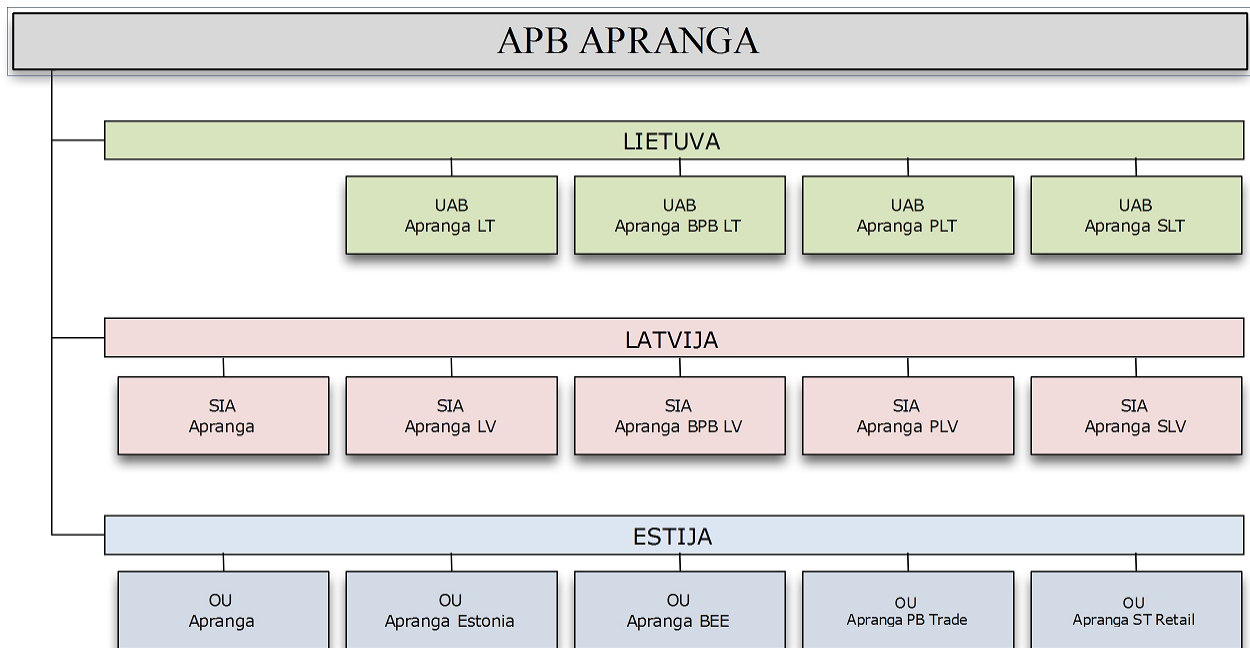 APB APRANGA
LIETUVA
UAB
Apranga LT
UAB
Apranga BPB LT
UAB
Apranga PLT
UAB
Apranga SLT
LATVIJA
SIA
Apranga
SIA
Apranga LV
SIA
Apranga BPB LV
SIA
Apranga PLV
SIA
Apranga SLV
ESTIJA
OU
Apranga
OU
Apranga Estonia
OU
Apranga BEE
OU
Apranga PB Trade
OU
Apranga ST Retail